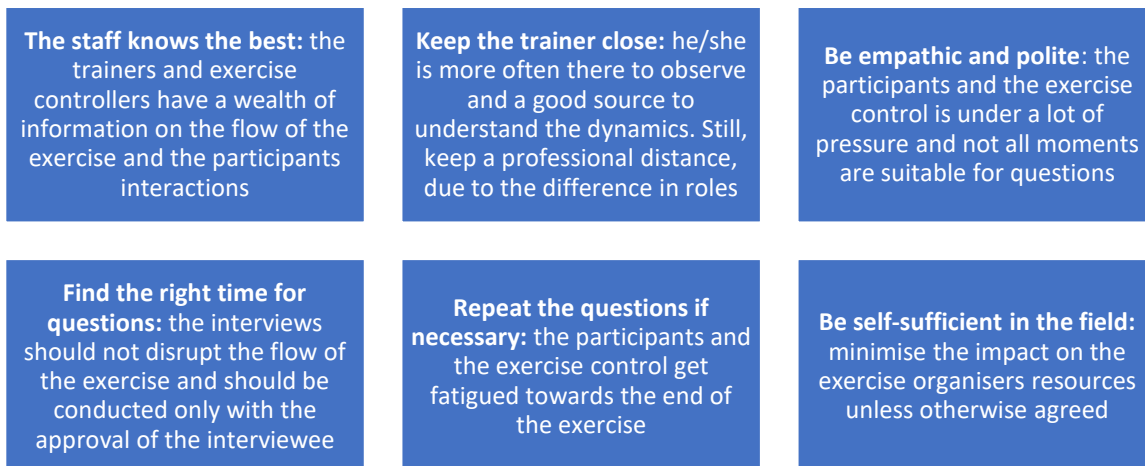 The staff knows the best: the
trainers and exercise
controllers have a wealth of
information on the flow of the
exercise and the participants
interactions
Keep the trainer close: he/she
is more often there to observe
and a good source to
understand the dynamics. Still,
keep a professional distance,
due to the difference in roles
Be empathic and polite: the
participants and the exercise
control is under a lot of
pressure and not all moments
are suitable for questions
Find the right time for
questions: the interviews
should not disrupt the flow of
the exercise and should be
conducted only with the
approval of the interviewee
Repeat the questions if
necessary: the participants and
the exercise control get
fatigued towards the end of
the exercise
Be self-sufficient in the field:
minimise the impact on the
exercise organisers resources
unless otherwise agreed